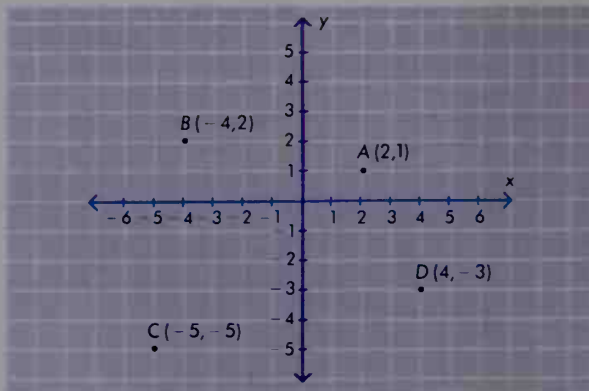 y
5
4
3
B (– 4,2)
2
A (2,1)
1
x
– 6 – 5 – 4 – 3 – 2 – 1 1 2 3 4 5 6
1
– 2
D (4, – 3)
– 3
– 4
C (– 5, – 5)
– 5